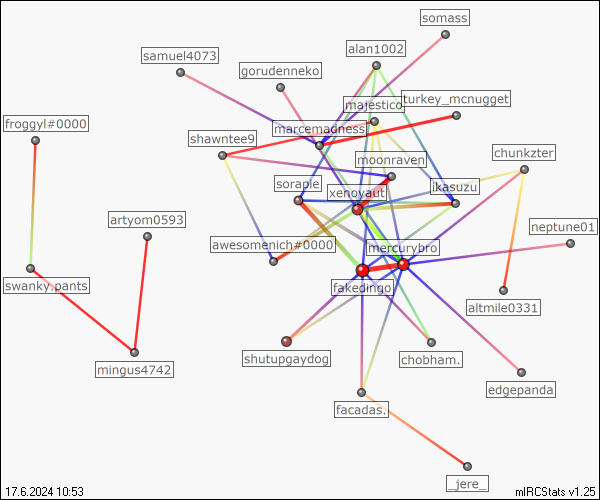 somass
alan1002
samuel4073
gorudenneko
majestico
turkey_mcnugget
froggyl#0000
marcemadness
shawntee9
moonraven
chunkzter
soraple
xenoyaut
ikasuzu
artyom0593
neptune01
awesomenich#0000
mercurybro
swanky.pants
fakedingo
altmile0331
shutupgaydog
chobham.
mingus4742
edgepanda
facadas.
_jere_
17.6.2024 10:53
mIRCStats v1.25